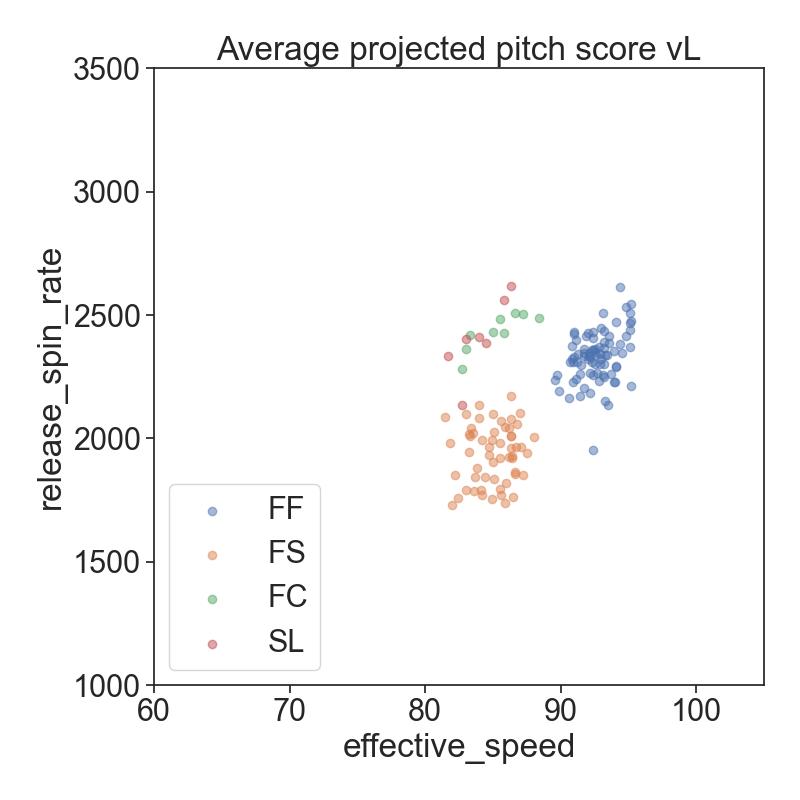 Average projected pitch score vL
3500
3000
2500
2000
1500
1000
release_spin_rate
FF
FS
FC
SL
60 70 80 90 100
effective_speed